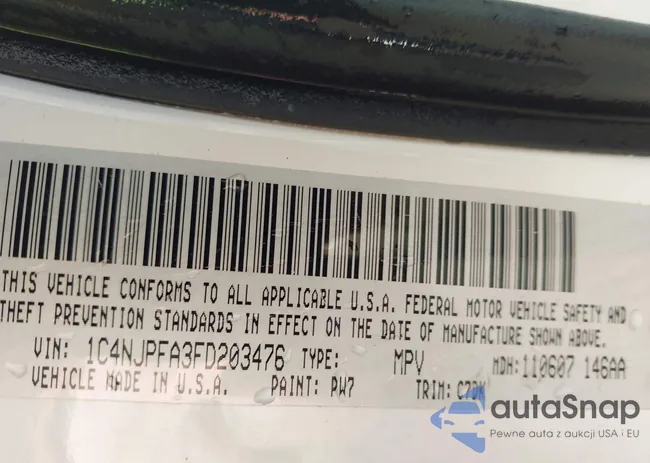 THIS VEHICLE CONFORMS TO ALL APPLICABLE U.S.A. FEDERAL MOTOR VEHICLE SAFETY AND
THEFT PREVENTION STANDARDS IN EFFECT ON THE DATE OF MANUFACTURE SHOWN ABOVE.
VIN: 1C4NJPFA3FD203476 TYPE: MPV MDH: 110607 146AA
VEHICLE MADE IN U.S.A. PAINT: PW7 TRIM: C7DK
autaSnap
Pewne auta z aukcji USA i EU